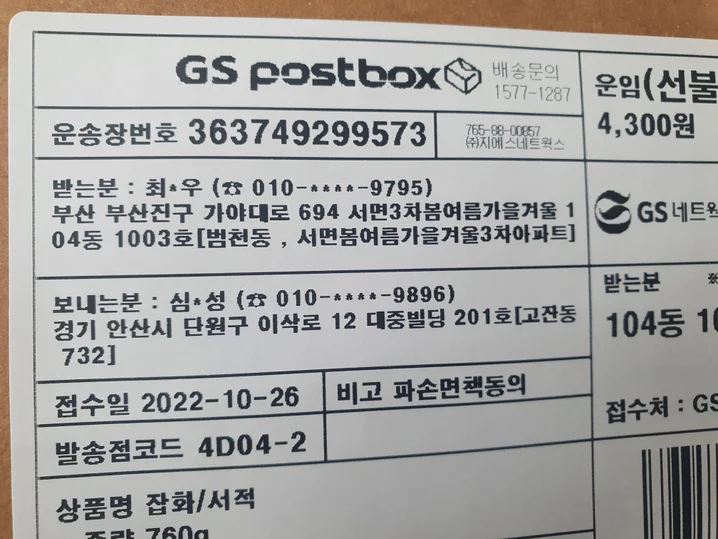 GS postbox
배송문의
1577-1287
운임(선불
4,300원
운송장번호 363749299573
765-88-00857
㈜지에스네트웍스
받는분 : 최*우 (☎ 010-****-9795)
부산 부산진구 가야대로 694 서면3차봄여름가을겨울 1
04동 1003호[범천동 , 서면봄여름가을겨울3차아파트]
GS네트웍
보내는분 : 심*성 (☎ 010-****-9896)
경기 안산시 단원구 이삭로 12 대중빌딩 201호[고잔동
732]
받는분 ※
104동 10
접수일 2022-10-26
비고 파손면책동의
접수처 : GS
발송점코드 4D04-2
상품명 잡화/서적
중량 760g